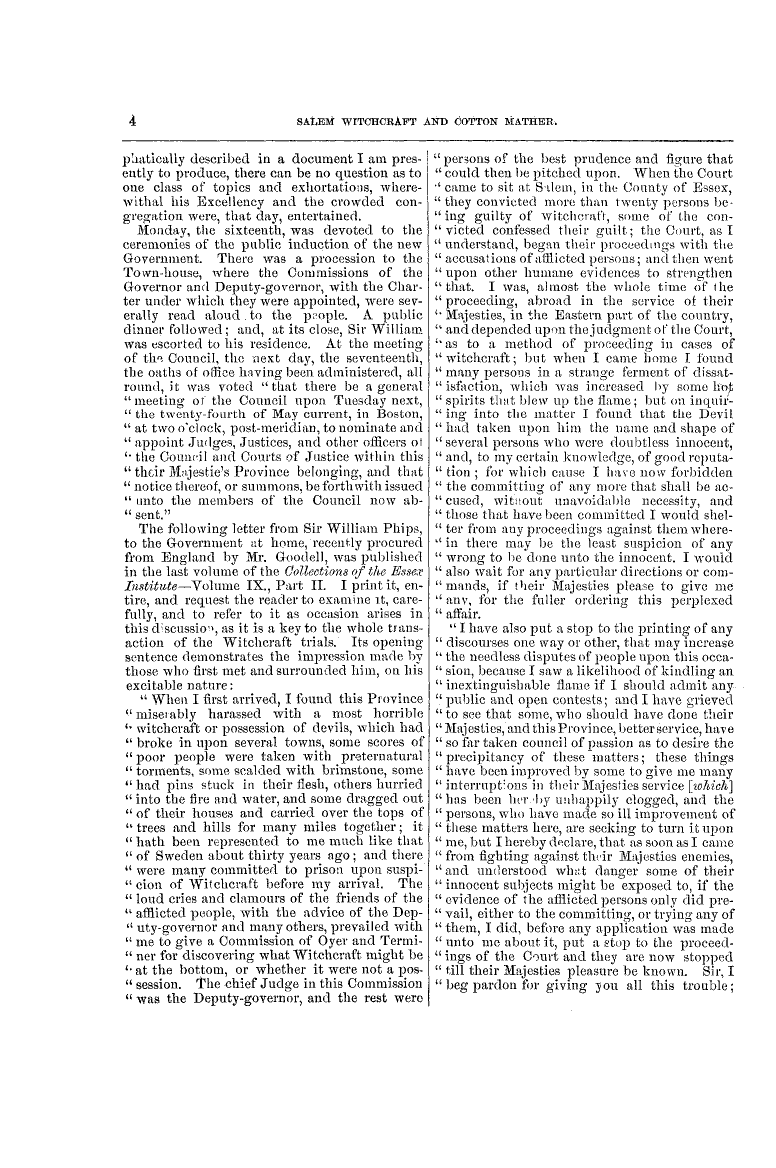 4
SALEM WITCHCRAFT AND COTTON MATHER.
phatically described in a document I am pres-
ently to produce, there can be no question as to
one class of topics and exhortations, where-
withal his Excellency and the crowded con-
gregation were, that day, entertained.
Monday, the sixteenth, was devoted to the
ceremonies of the public induction of the new
Government. There was a procession to the
Town-house, where the Commissions of the
Governor and Deputy-governor, with the Char-
ter under which they were appointed, were sev-
erally read aloud to the people. A public
dinner followed; and, at its close, Sir William
was escorted to his residence. At the meeting
of the Council, the next day, the seventeenth,
the oaths of office having been administered, all
round, it was voted "that there be a general
"meeting of the Council upon Tuesday next,
"the twenty-fourth of May current, in Boston,
"at two o'clock, post-meridian, to nominate and
"appoint Judges, Justices, and other officers of
"the Council and Courts of Justice within this
"their Majestie's Province belonging, and that
"notice thereof, or summons, be forthwith issued
"unto the members of the Council now ab-
"sent."
The following letter from Sir William Phips,
to the Government at home, recently procured
from England by Mr. Goodell, was published
in the last volume of the Collections of the Essex
Institute—Volume IX., Part II. I print it, en-
tire, and request the reader to examine it, care-
fully, and to refer to it as occasion arises in
this discussion, as it is a key to the whole trans-
action of the Witchcraft trials. Its opening
sentence demonstrates the impression made by
those who first met and surrounded him, on his
excitable nature:
"When I first arrived, I found this Province
"miserably harassed with a most horrible
"witchcraft or possession of devils, which had
"broke in upon several towns, some scores of
"poor people were taken with preternatural
"torments, some scalded with brimstone, some
"had pins stuck in their flesh, others hurried
"into the fire and water, and some dragged out
"of their houses and carried over the tops of
"trees and hills for many miles together; it
"hath been represented to me much like that
"of Sweden about thirty years ago; and there
"were many committed to prison upon suspi-
"cion of Witchcraft before my arrival. The
"loud cries and clamours of the friends of the
"afflicted people, with the advice of the Dep-
"uty-governor and many others, prevailed with
"me to give a Commission of Oyer and Termi-
"ner for discovering what Witchcraft might be
"at the bottom, or whether it were not a pos-
"session. The chief Judge in this Commission
"was the Deputy-governor, and the rest were
"persons of the best prudence and figure that
"could then be pitched upon. When the Court
"came to sit at Salem, in the County of Essex,
"they convicted more than twenty persons be-
"ing guilty of witchcraft, some of the con-
"victed confessed their guilt; the Court, as I
"understand, began their proceedings with the
"accusations of afflicted persons; and then went
"upon other humane evidences to strengthen
"that. I was, almost the whole time of the
"proceeding, abroad in the service of their
"Majesties, in the Eastern part of the country,
"and depended upon the judgment of the Court,
"as to a method of proceeding in cases of
"witchcraft; but when I came home I found
"many persons in a strange ferment of dissat-
"isfaction, which was increased by some hot
"spirits that blew up the flame; but on inquir-
"ing into the matter I found that the Devil
"had taken upon him the name and shape of
"several persons who were doubtless innocent,
"and, to my certain knowledge, of good reputa-
"tion; for which cause I have now forbidden
"the committing of any more that shall be ac-
"cused, without unavoidable necessity, and
"those that have been committed I would shel-
"ter from any proceedings against them where-
"in there may be the least suspicion of any
"wrong to be done unto the innocent. I would
"also wait for any particular directions or com-
"mands, if their Majesties please to give me
"any, for the fuller ordering this perplexed
"affair.
"I have also put a stop to the printing of any
"discourses one way or other, that may increase
"the needless disputes of people upon this occa-
"sion, because I saw a likelihood of kindling an
"inextinguishable flame if I should admit any
"public and open contests; and I have grieved
"to see that some, who should have done their
"Majesties, and this Province, better service, have
"so far taken council of passion as to desire the
"precipitancy of these matters; these things
"have been improved by some to give me many
"interruptions in their Majesties service [which]
"has been hereby unhappily clogged, and the
"persons, who have made so ill improvement of
"these matters here, are seeking to turn it upon
"me, but I hereby declare, that as soon as I came
"from fighting against their Majesties enemies,
"and understood what danger some of their
"innocent subjects might be exposed to, if the
"evidence of the afflicted persons only did pre-
"vail, either to the committing, or trying any of
"them, I did, before any application was made
"unto me about it, put a stop to the proceed-
"ings of the Court and they are now stopped
"till their Majesties pleasure be known. Sir, I
"beg pardon for giving you all this trouble;